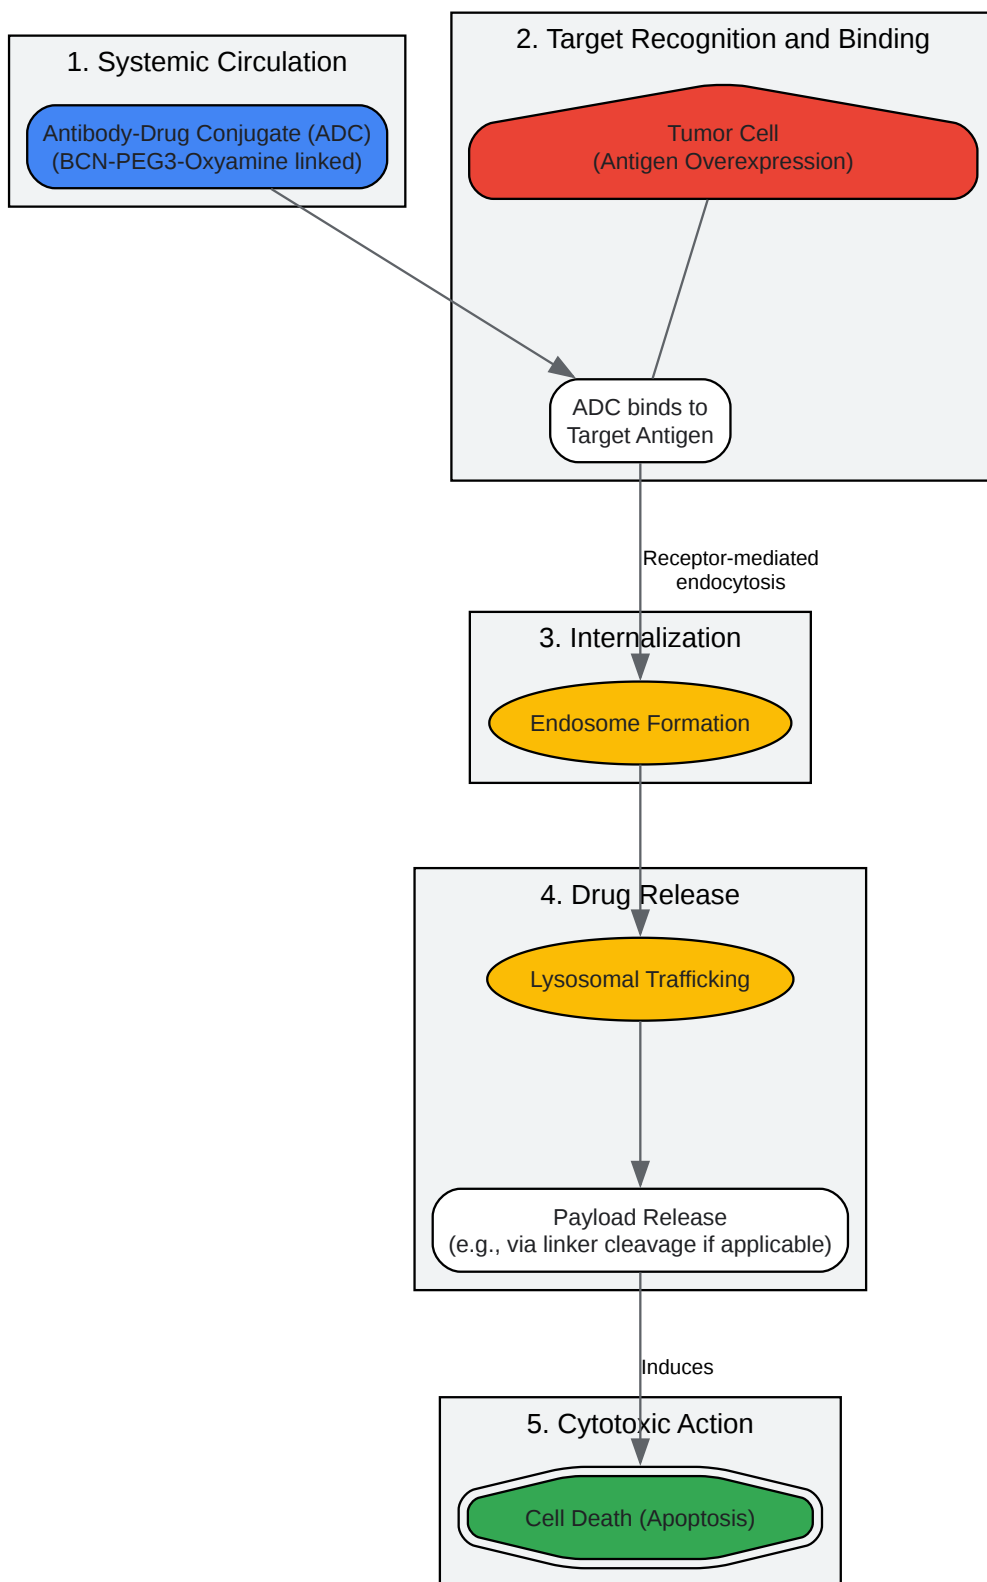 1. Systemic Circulation
Antibody-Drug Conjugate (ADC)
(BCN-PEG3-Oxyamine linked)
2. Target Recognition and Binding
Tumor Cell
(Antigen Overexpression)
ADC binds to
Target Antigen
Receptor-mediated
endocytosis
3. Internalization
Endosome Formation
4. Drug Release
Lysosomal Trafficking
Payload Release
(e.g., via linker cleavage if applicable)
Induces
5. Cytotoxic Action
Cell Death (Apoptosis)